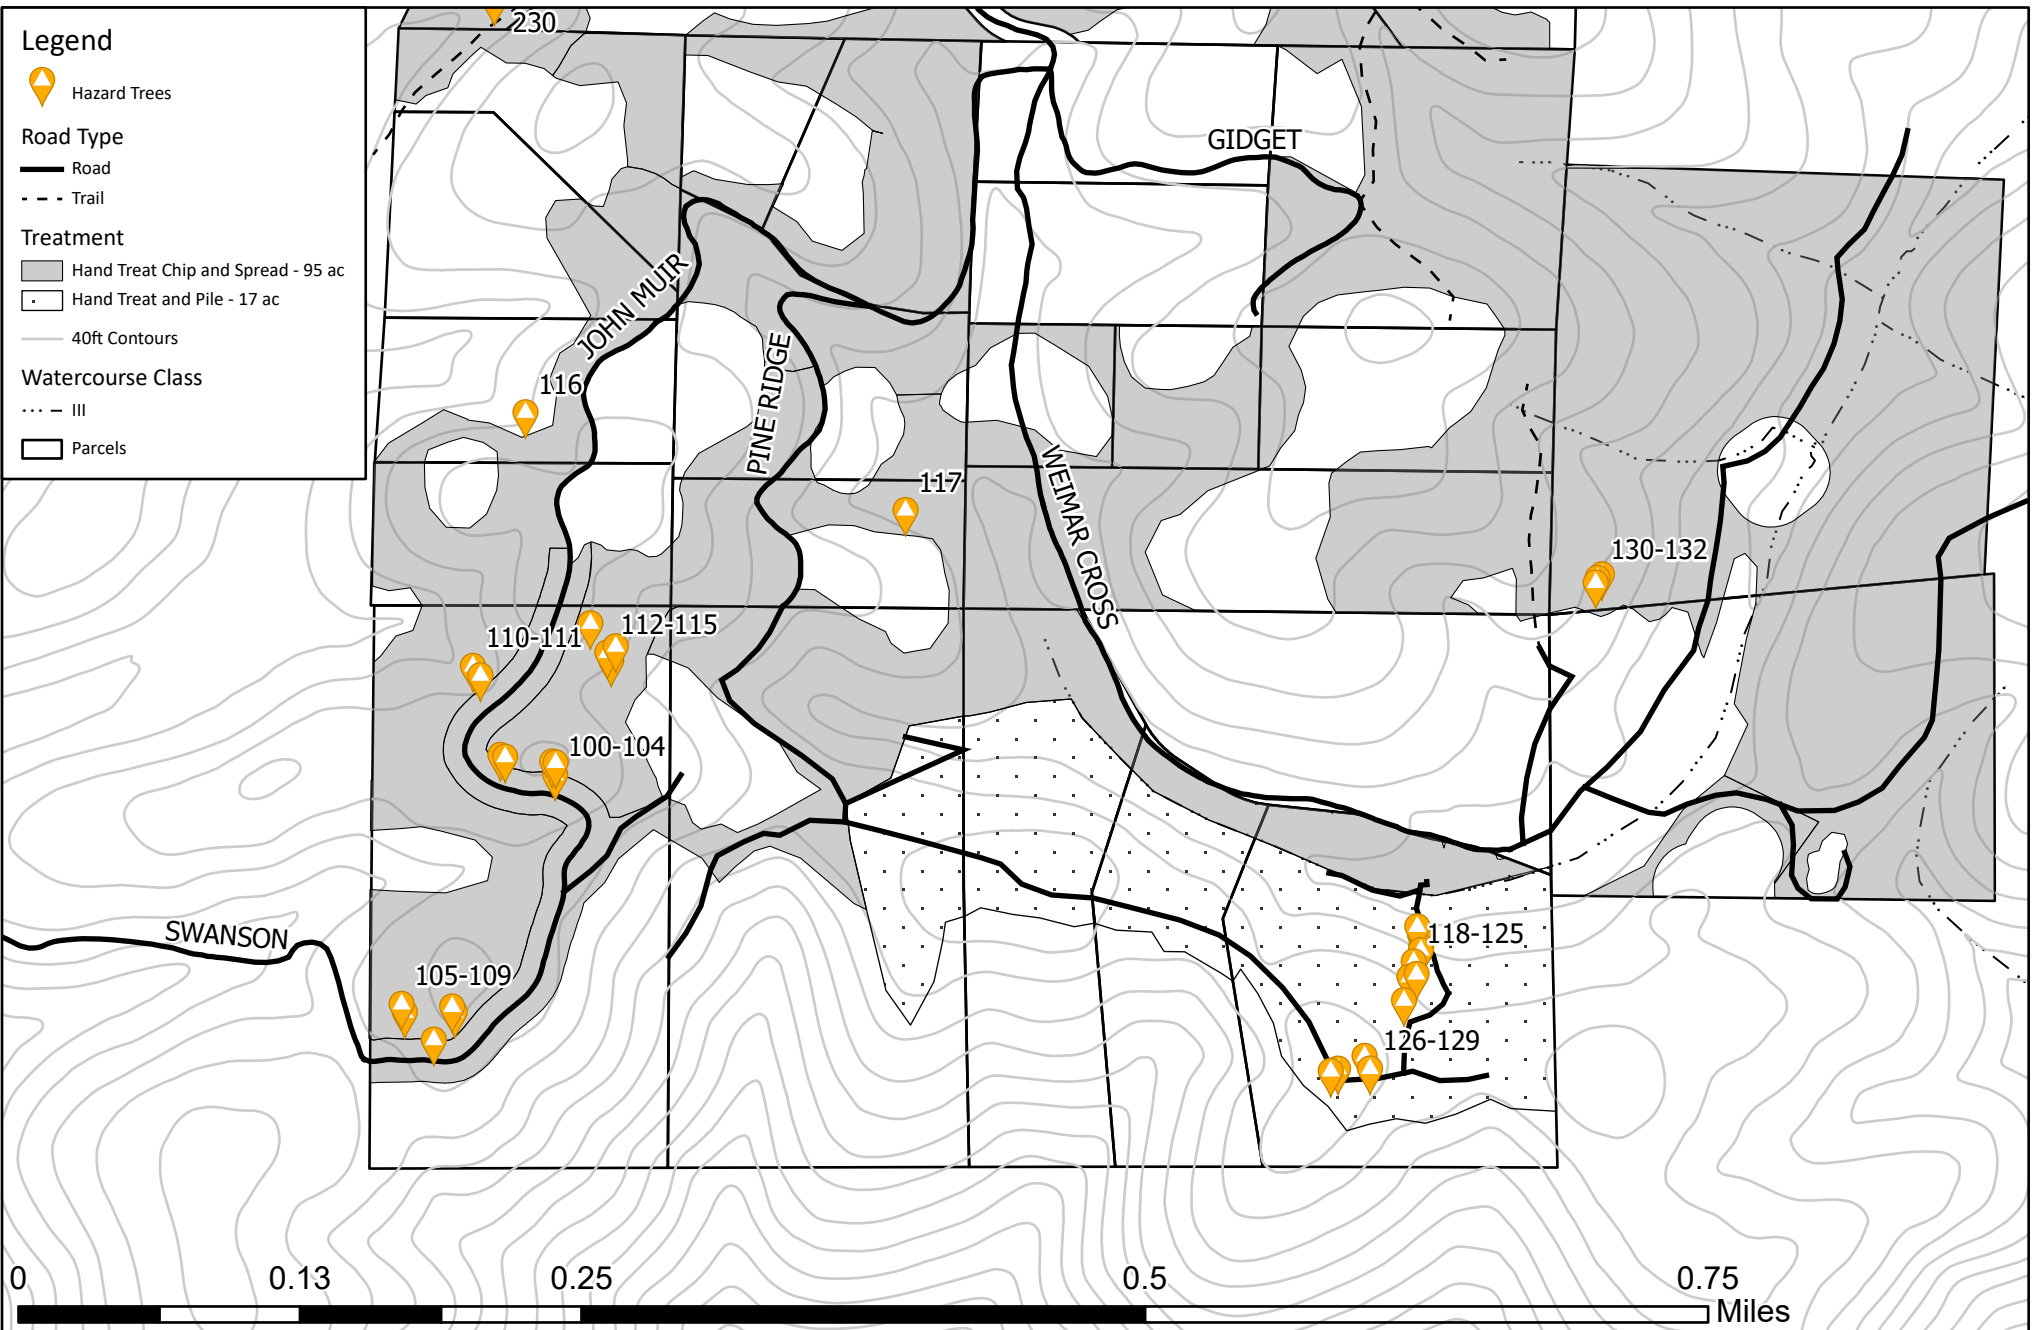 Legend
Hazard Trees
Road Type
Road
Trail
Treatment
Hand Treat Chip and Spread - 95 ac
Hand Treat and Pile - 17 ac
40ft Contours
Watercourse Class
III
Parcels
230
GIDGET
JOHN MUIR
PINE RIDGE
116
117
WEIMAR CROSS
130-132
110-111
112-115
100-104
SWANSON
118-125
105-109
126-129
0
0.13
0.25
0.5
0.75
Miles